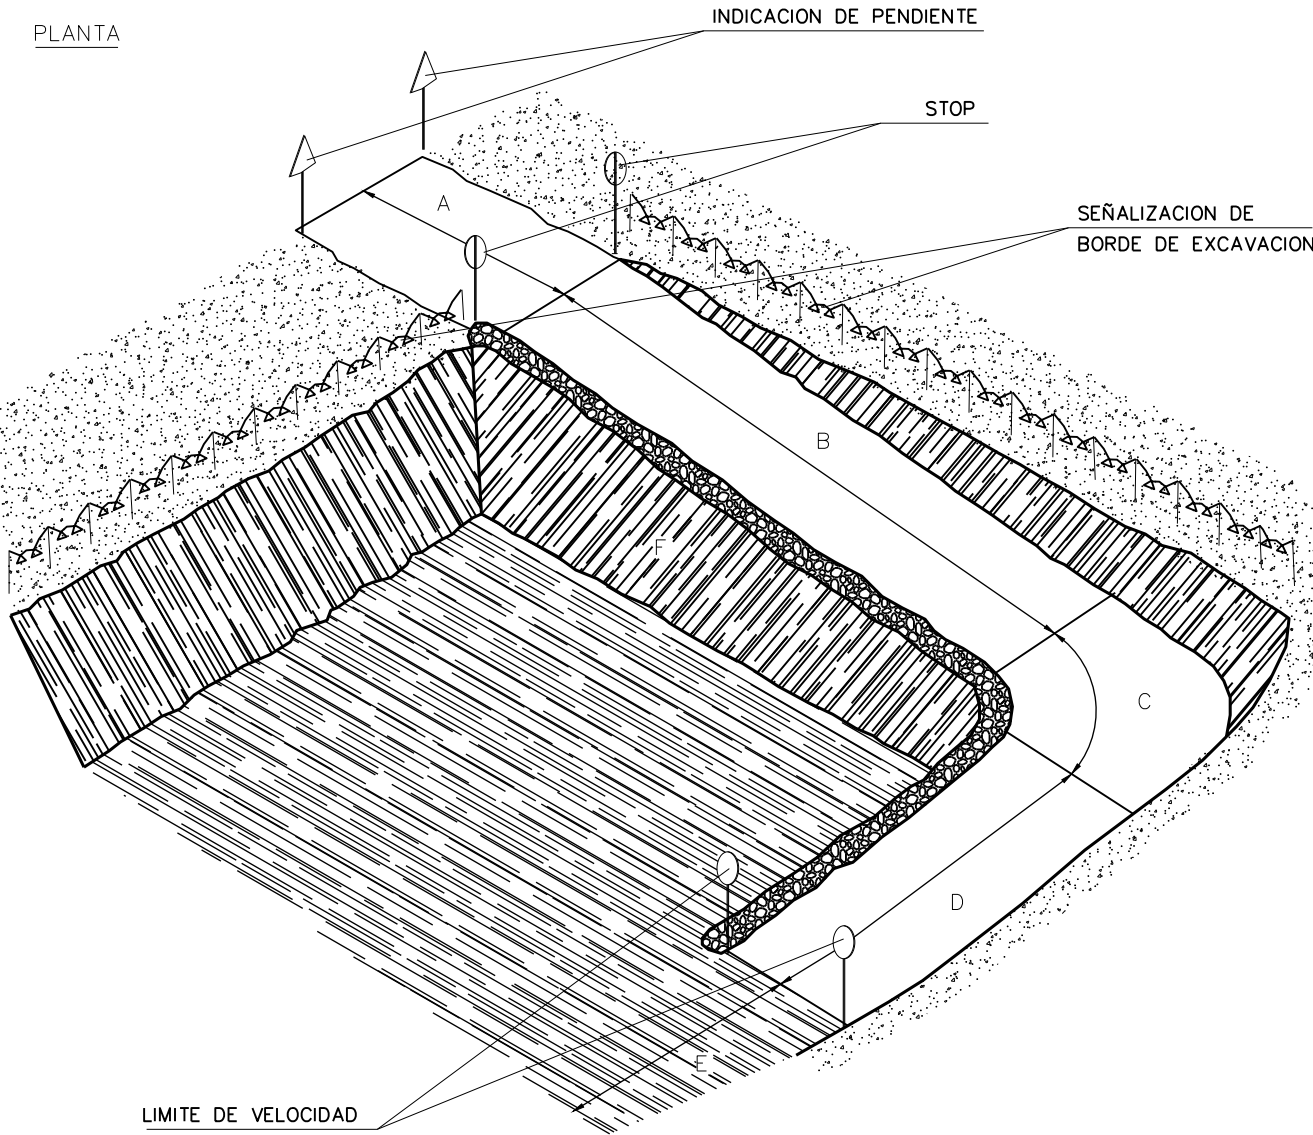 PLANTA
INDICACION DE PENDIENTE
STOP
SEÑALIZACION DE
BORDE DE EXCAVACION
A
B
F
C
D
E
LIMITE DE VELOCIDAD